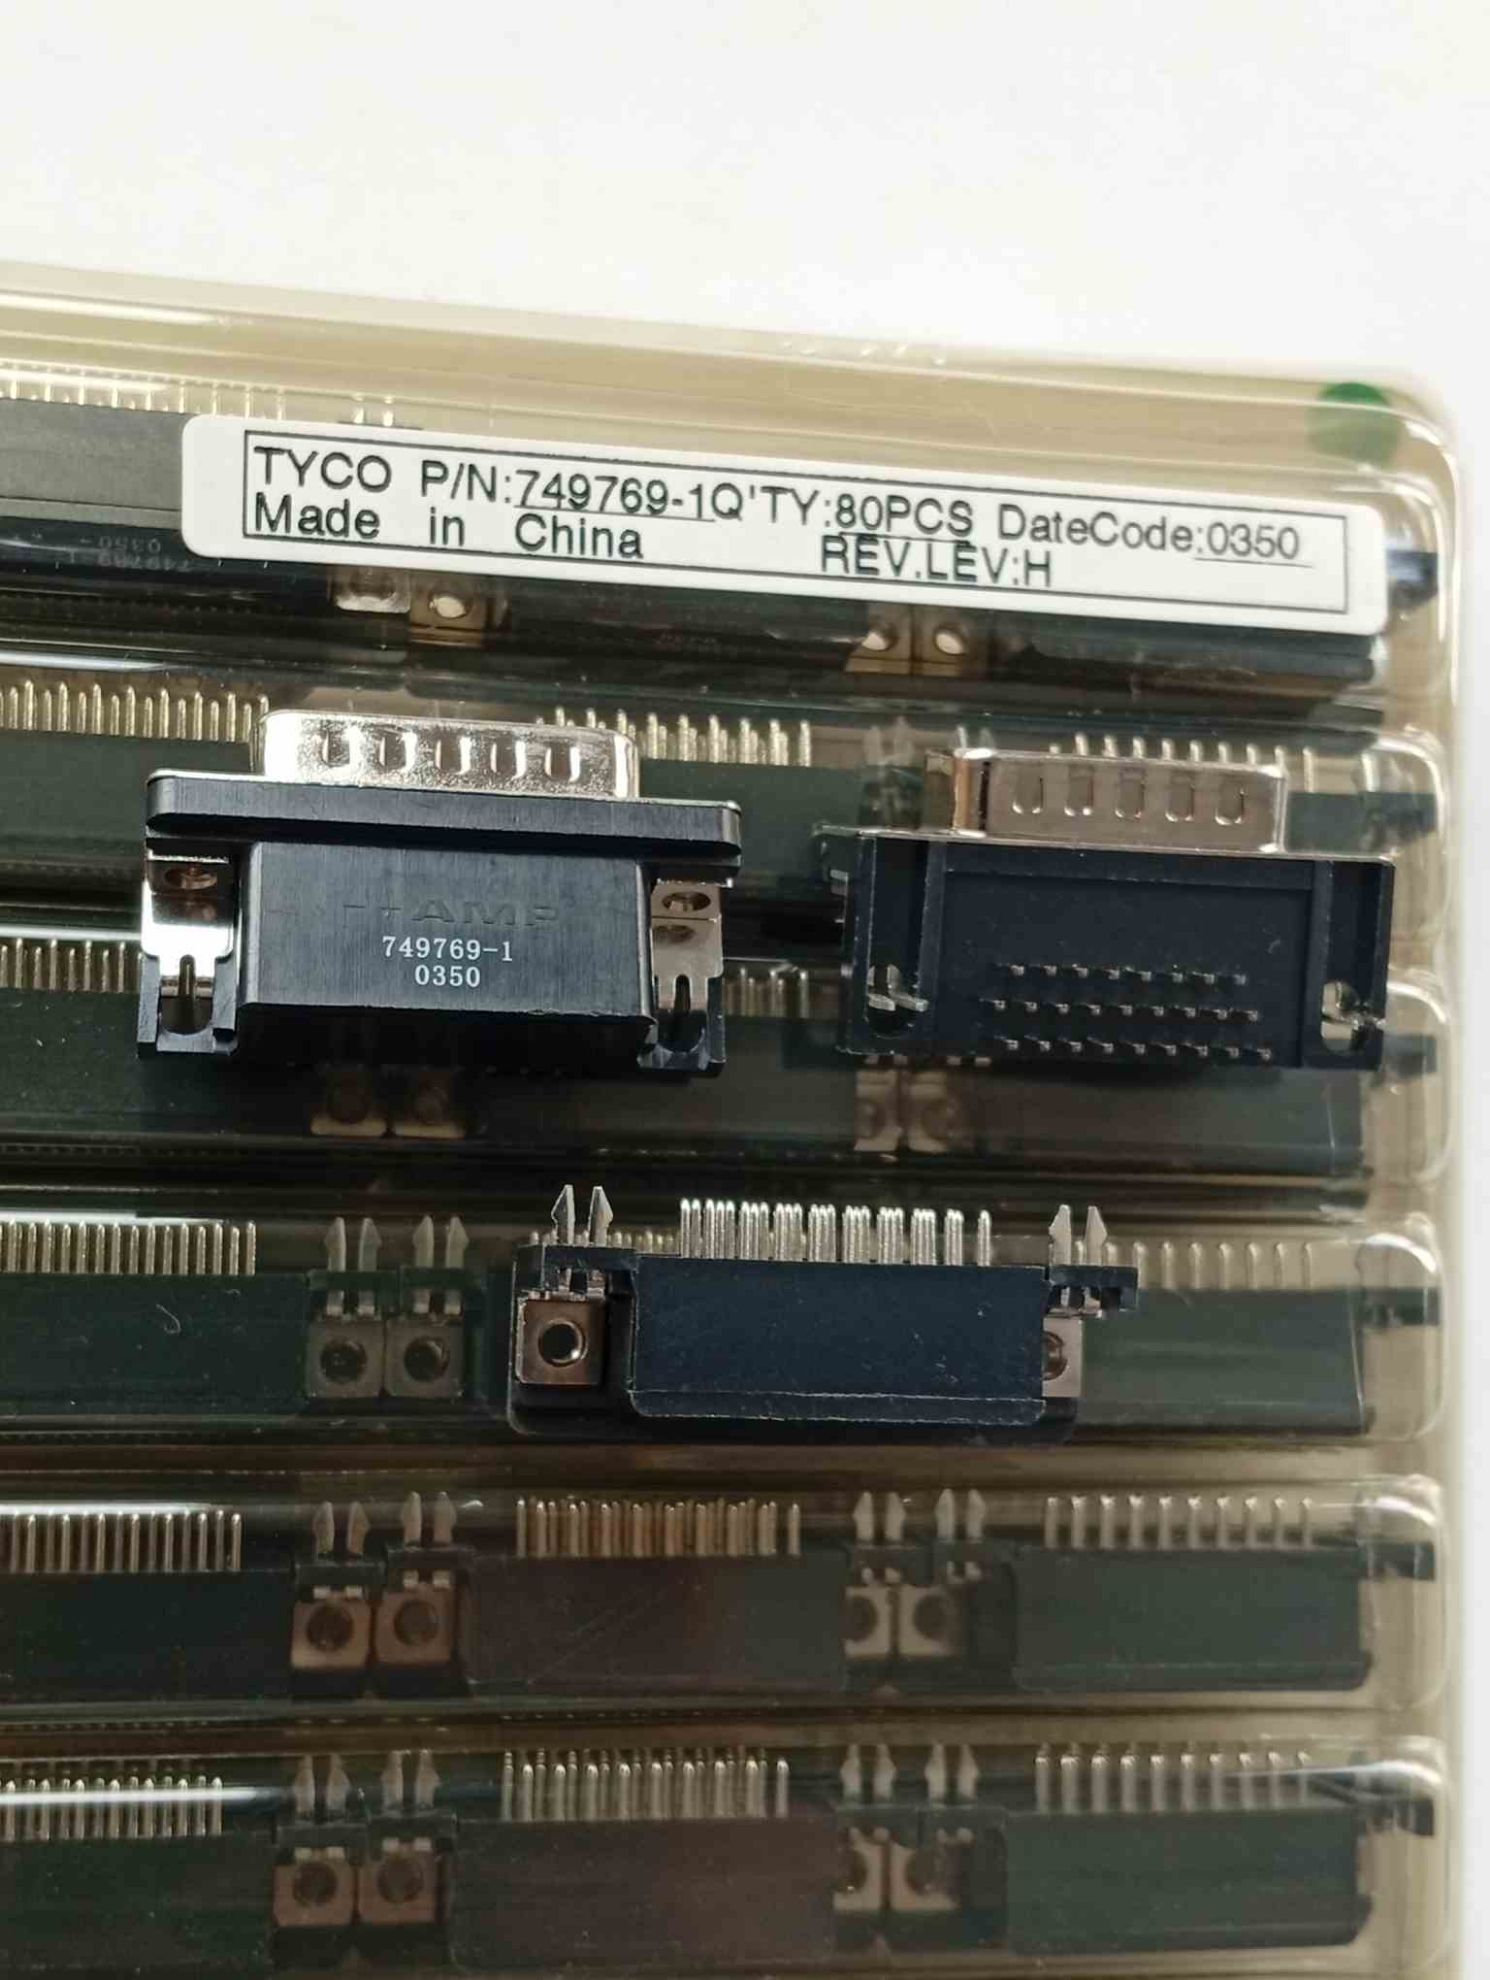 TYCO P/N:749769-1Q'TY:80PCS DateCode:0350
Made in China REV.LEV:H
AMP
749769-1
0350